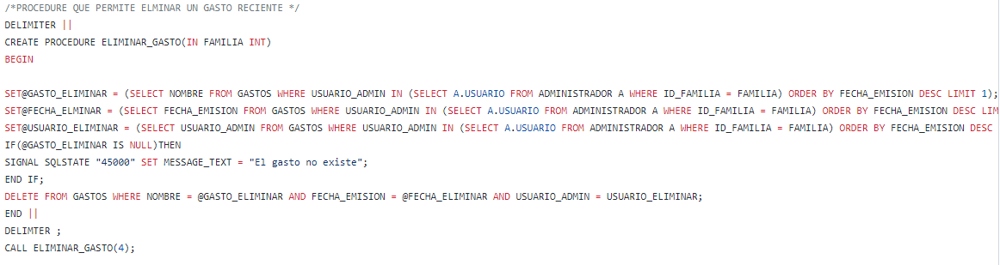 /*PROCEDURE QUE PERMITE ELMINAR UN GASTO RECIENTE */
DELIMITER ||
CREATE PROCEDURE ELIMINAR_GASTO(IN FAMILIA INT)
BEGIN
SET@GASTO_ELIMINAR = (SELECT NOMBRE FROM GASTOS WHERE USUARIO_ADMIN IN (SELECT A.USUARIO FROM ADMINISTRADOR A WHERE ID_FAMILIA = FAMILIA) ORDER BY FECHA_EMISION DESC LIMIT 1);
SET@FECHA_ELMINAR = (SELECT FECHA_EMISION FROM GASTOS WHERE USUARIO_ADMIN IN (SELECT A.USUARIO FROM ADMINISTRADOR A WHERE ID_FAMILIA = FAMILIA) ORDER BY FECHA_EMISION DESC LIM
SET@USUARIO_ELIMINAR = (SELECT USUARIO_ADMIN FROM GASTOS WHERE USUARIO_ADMIN IN (SELECT A.USUARIO FROM ADMINISTRADOR A WHERE ID_FAMILIA = FAMILIA) ORDER BY FECHA_EMISION DESC
IF(@GASTO_ELIMINAR IS NULL)THEN
SIGNAL SQLSTATE "45000" SET MESSAGE_TEXT = "El gasto no existe";
END IF;
DELETE FROM GASTOS WHERE NOMBRE = @GASTO_ELIMINAR AND FECHA_EMISION = @FECHA_ELIMINAR AND USUARIO_ADMIN = USUARIO_ELIMINAR;
END ||
DELIMTER ;
CALL ELIMINAR_GASTO(4);